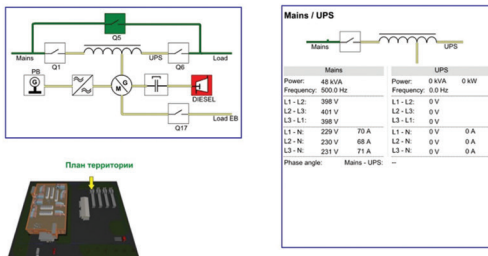 Q5
Mains
UPS
Load
Q1
Q6
PB
G
M
G
DIESEL
Load EB
Q17
План территории
Mains / UPS
Mains
UPS
Mains
UPS
Power: 48 kVA
Power: 0 kVA 0 kW
Frequency: 500.0 Hz
Frequency: 0.0 Hz
L1 - L2: 398 V
L1 - L2: 0 V
L2 - L3: 401 V
L2 - L3: 0 V
L3 - L1: 398 V
L3 - L1: 0 V
L1 - N: 229 V 70 A
L1 - N: 0 V 0 A
L2 - N: 230 V 68 A
L2 - N: 0 V 0 A
L3 - N: 231 V 71 A
L3 - N: 0 V 0 A
Phase angle: Mains - UPS: --